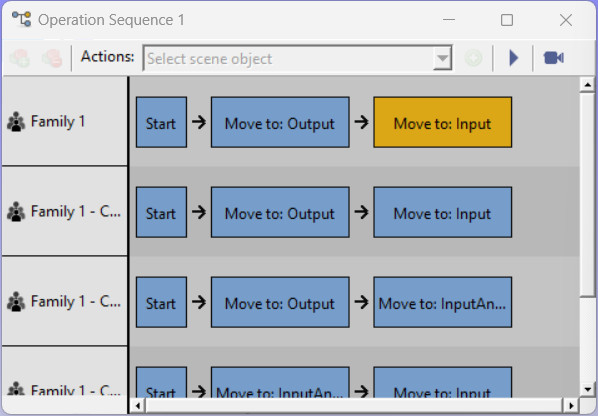 Operation Sequence 1
Actions: Select scene object
Family 1 Start Move to: Output Move to: Input
Family 1 - C... Start Move to: Output Move to: Input
Family 1 - C... Start Move to: Output Move to: InputAn...
Family 1 - C... Start Move to: InputAn... Move to: Input